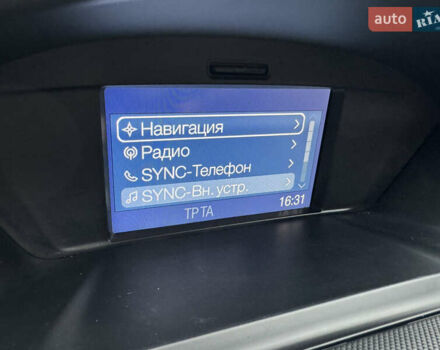 auto RIA
Навигация
Радио
SYNC-Телефон
SYNC-Вн. устр.
TP TA
16:31